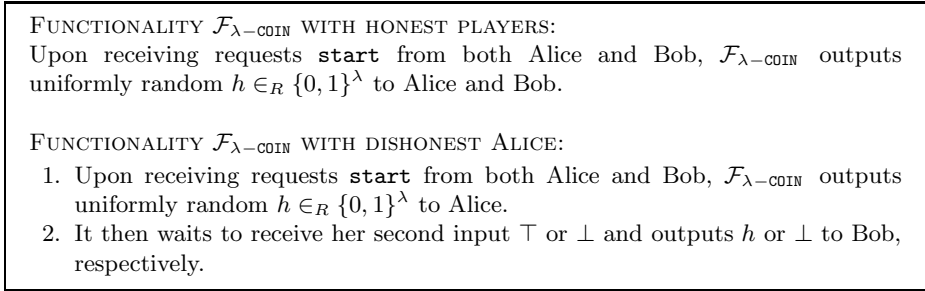 FUNCTIONALITY 𝓕λ−COIN WITH HONEST PLAYERS:
Upon receiving requests start from both Alice and Bob, 𝓕λ−COIN outputs
uniformly random h ∈R {0, 1}^λ to Alice and Bob.
FUNCTIONALITY 𝓕λ−COIN WITH DISHONEST ALICE:
1. Upon receiving requests start from both Alice and Bob, 𝓕λ−COIN outputs
uniformly random h ∈R {0, 1}^λ to Alice.
2. It then waits to receive her second input ⊤ or ⊥ and outputs h or ⊥ to Bob,
respectively.